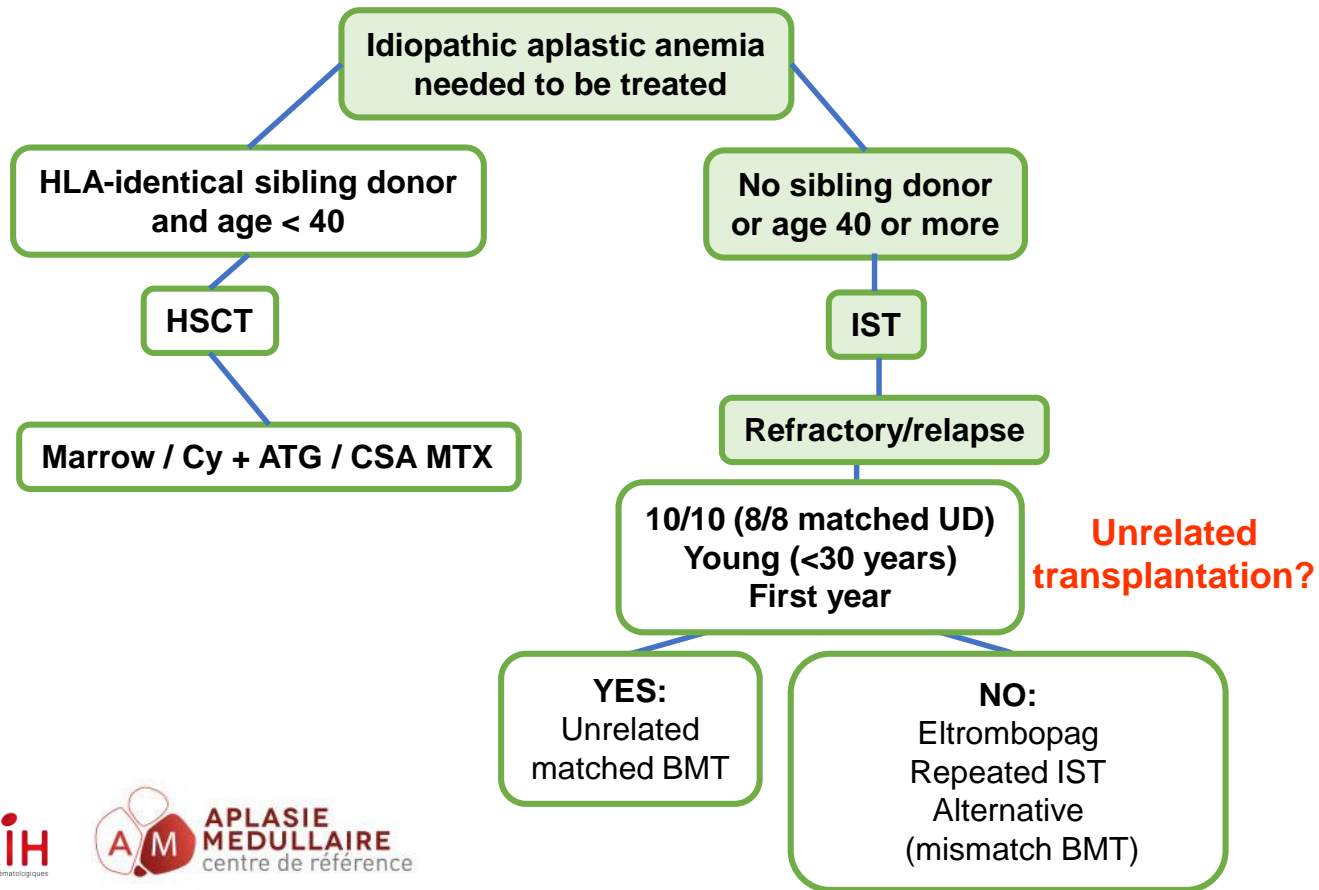 Idiopathic aplastic anemia
needed to be treated
HLA-identical sibling donor
and age < 40
No sibling donor
or age 40 or more
HSCT
IST
Marrow / Cy + ATG / CSA MTX
Refractory/relapse
10/10 (8/8 matched UD)
Young (<30 years)
First year
Unrelated
transplantation?
YES:
Unrelated
matched BMT
NO:
Eltrombopag
Repeated IST
Alternative
(mismatch BMT)
iH
AM
APLASIE
MEDULLAIRE
centre de référence